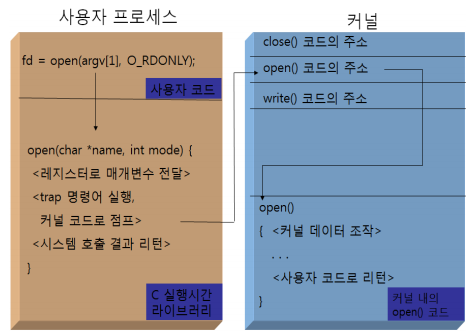 사용자 프로세스
fd = open(argv[1], O_RDONLY);
사용자 코드
open(char *name, int mode) {
<레지스터로 매개변수 전달>
<trap 명령어 실행,
커널 코드로 점프>
<시스템 호출 결과 리턴>
}
C 실행시간
라이브러리
커널
close() 코드의 주소
open() 코드의 주소
write() 코드의 주소
open()
{ <커널 데이터 조작>
. . .
<사용자 코드로 리턴>
}
커널 내의
open() 코드